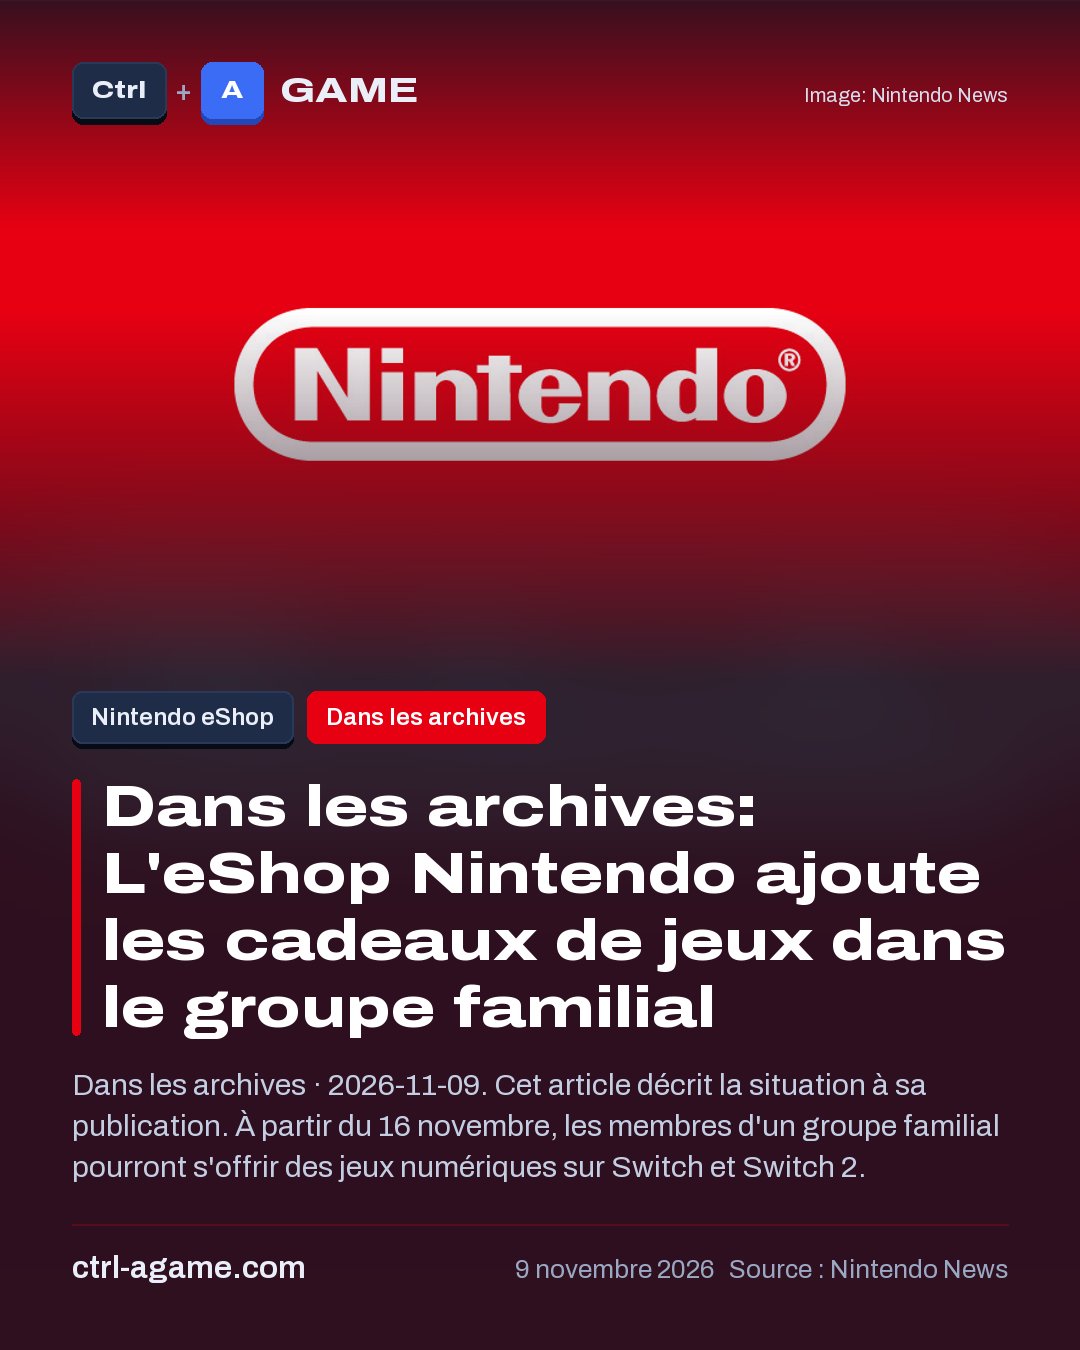 Ctrl + A GAME
Image: Nintendo News
Nintendo®
Nintendo eShop
Dans les archives
Dans les archives:
L'eShop Nintendo ajoute
les cadeaux de jeux dans
le groupe familial
Dans les archives · 2026-11-09. Cet article décrit la situation à sa
publication. À partir du 16 novembre, les membres d'un groupe familial
pourront s'offrir des jeux numériques sur Switch et Switch 2.
ctrl-agame.com
9 novembre 2026 Source : Nintendo News